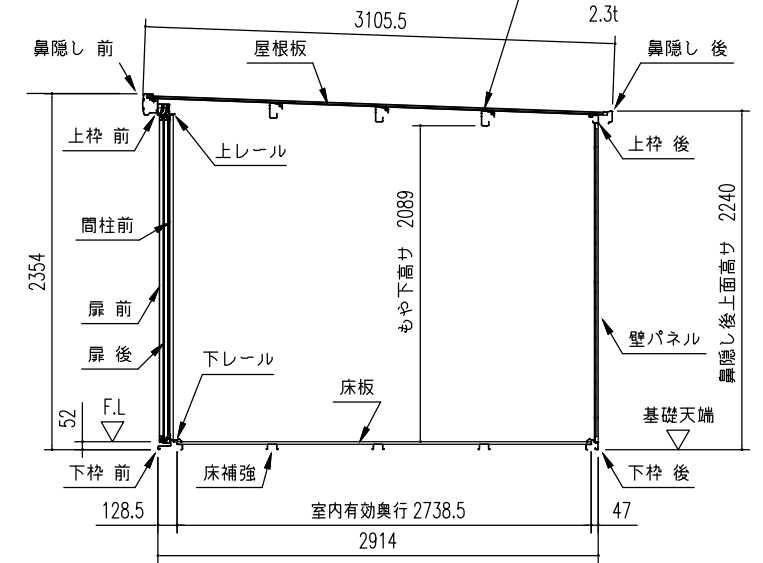 3105.5
2.3t
鼻隠し 前
屋根板
鼻隠し 後
上枠 前
上レール
上枠 後
間柱前
2354
もや下高サ 2089
鼻隠し後上面高サ 2240
扉 前
扉 後
壁パネル
下レール
床板
52
F.L
基礎天端
下枠 前
床補強
下枠 後
128.5
室内有効奥行 2738.5
47
2914